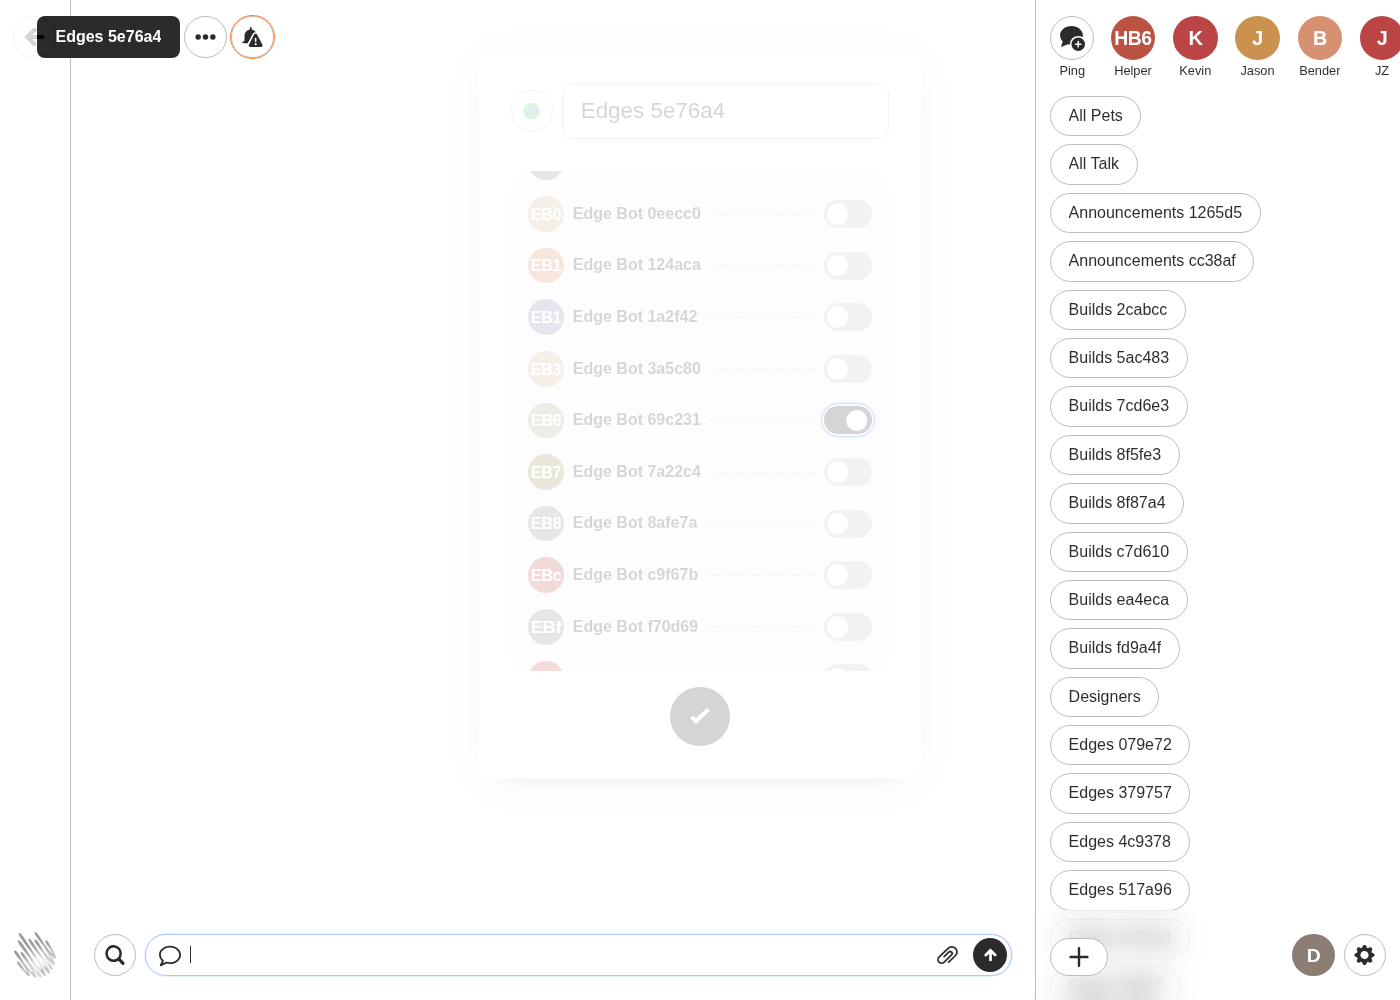 Edges 5e76a4
Edges 5e76a4
EB0 Edge Bot 0eecc0
EB1 Edge Bot 124aca
EB1 Edge Bot 1a2f42
EB3 Edge Bot 3a5c80
EB6 Edge Bot 69c231
EB7 Edge Bot 7a22c4
EB8 Edge Bot 8afe7a
EBc Edge Bot c9f67b
EBf Edge Bot f70d69
HB6 K J B J
Ping Helper Kevin Jason Bender JZ
All Pets
All Talk
Announcements 1265d5
Announcements cc38af
Builds 2cabcc
Builds 5ac483
Builds 7cd6e3
Builds 8f5fe3
Builds 8f87a4
Builds c7d610
Builds ea4eca
Builds fd9a4f
Designers
Edges 079e72
Edges 379757
Edges 4c9378
Edges 517a96
Edges 5e76a4
D